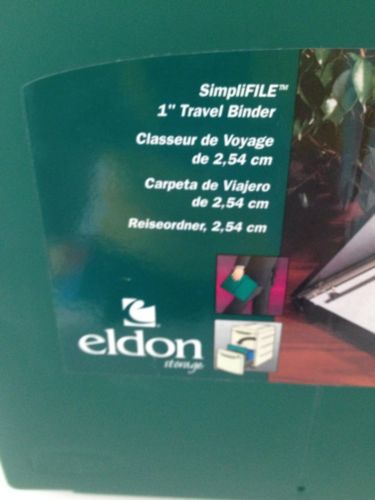 SimpliFILE™
1" Travel Binder
Classeur de Voyage
de 2,54 cm
Carpeta de Viajero
de 2,54 cm
Reiseordner, 2,54 cm
eldon
storage